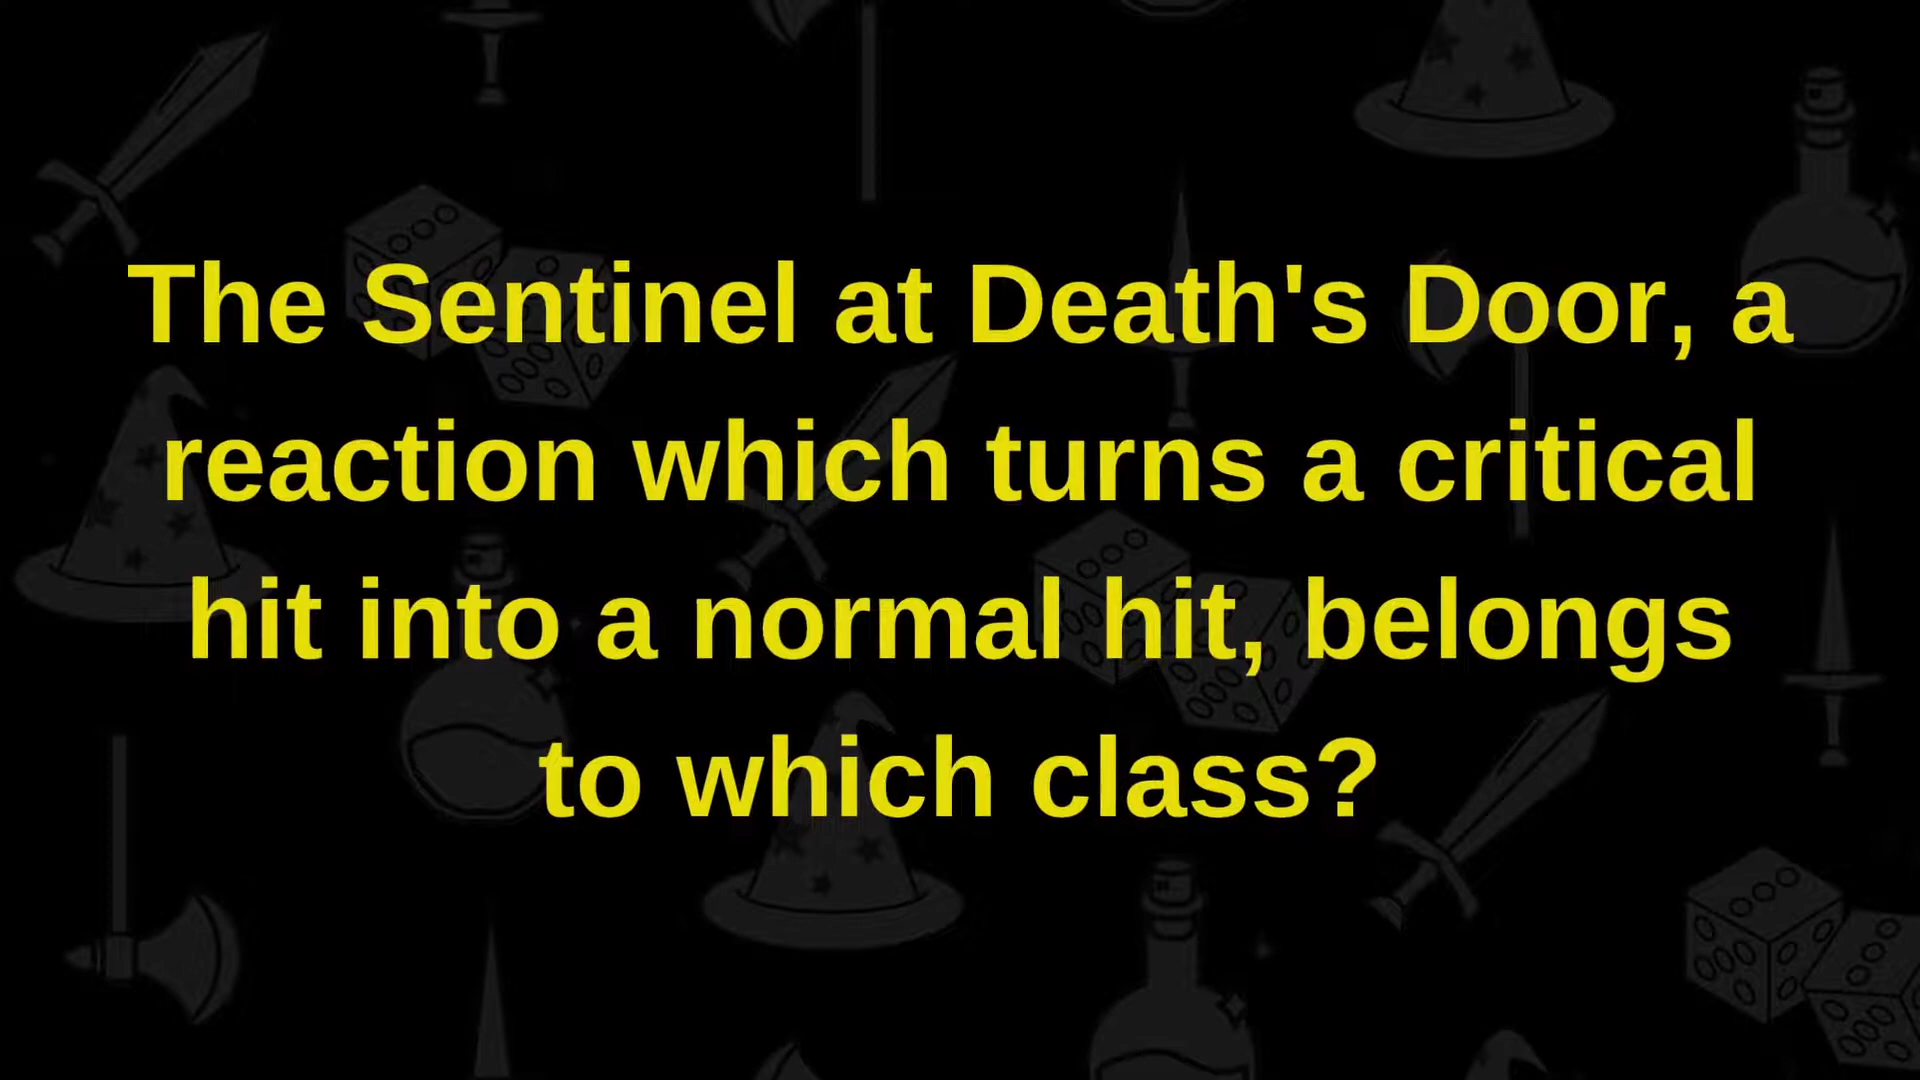 The Sentinel at Death's Door, a
reaction which turns a critical
hit into a normal hit, belongs
to which class?